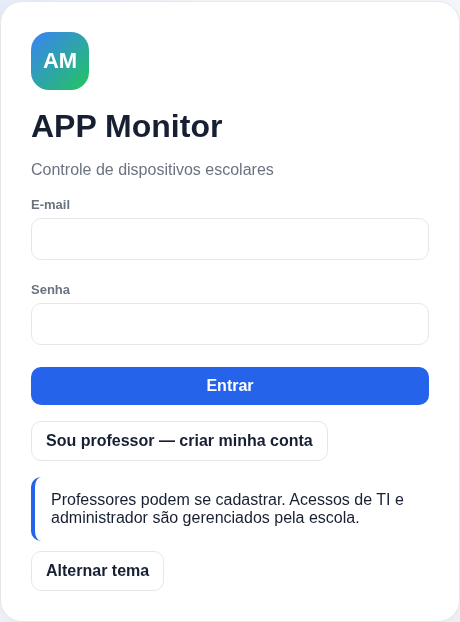 AM
APP Monitor
Controle de dispositivos escolares
E-mail
Senha
Entrar
Sou professor — criar minha conta
Professores podem se cadastrar. Acessos de TI e
administrador são gerenciados pela escola.
Alternar tema